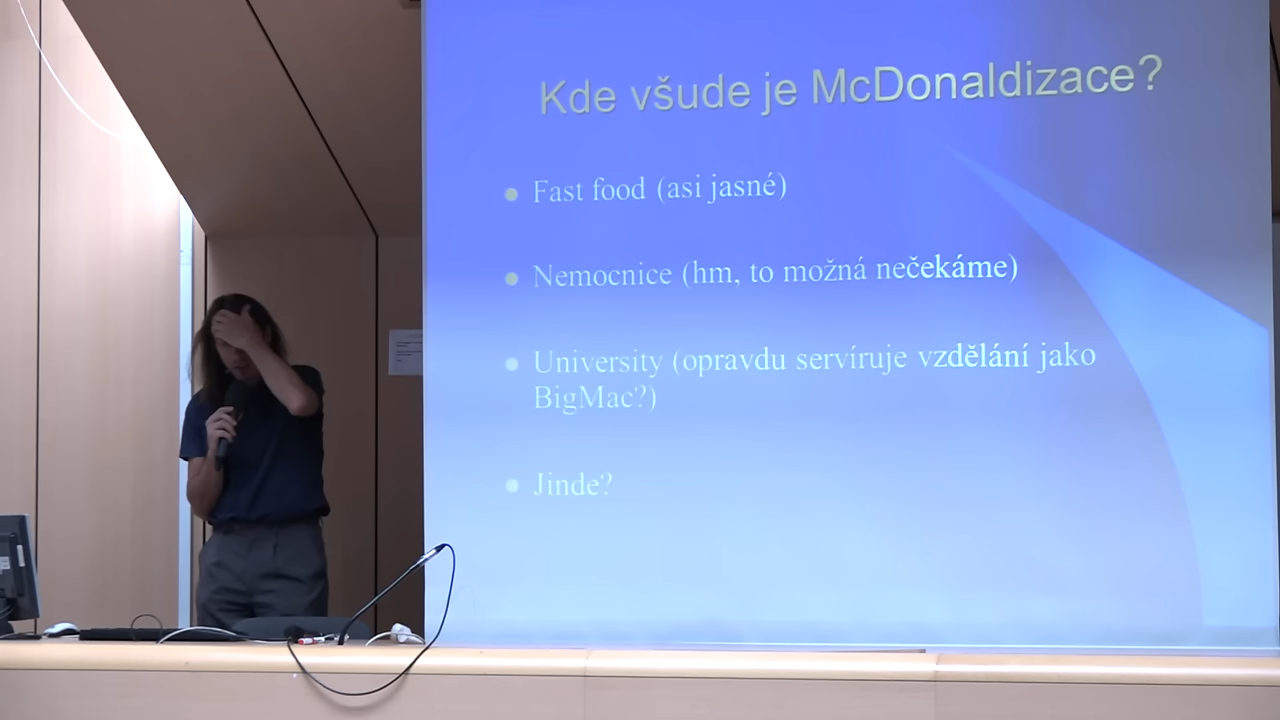 Kde všude je McDonaldizace?
Fast food (asi jasné)
Nemocnice (hm, to možná nečekáme)
University (opravdu servíruje vzdělání jako
BigMac?)
Jinde?